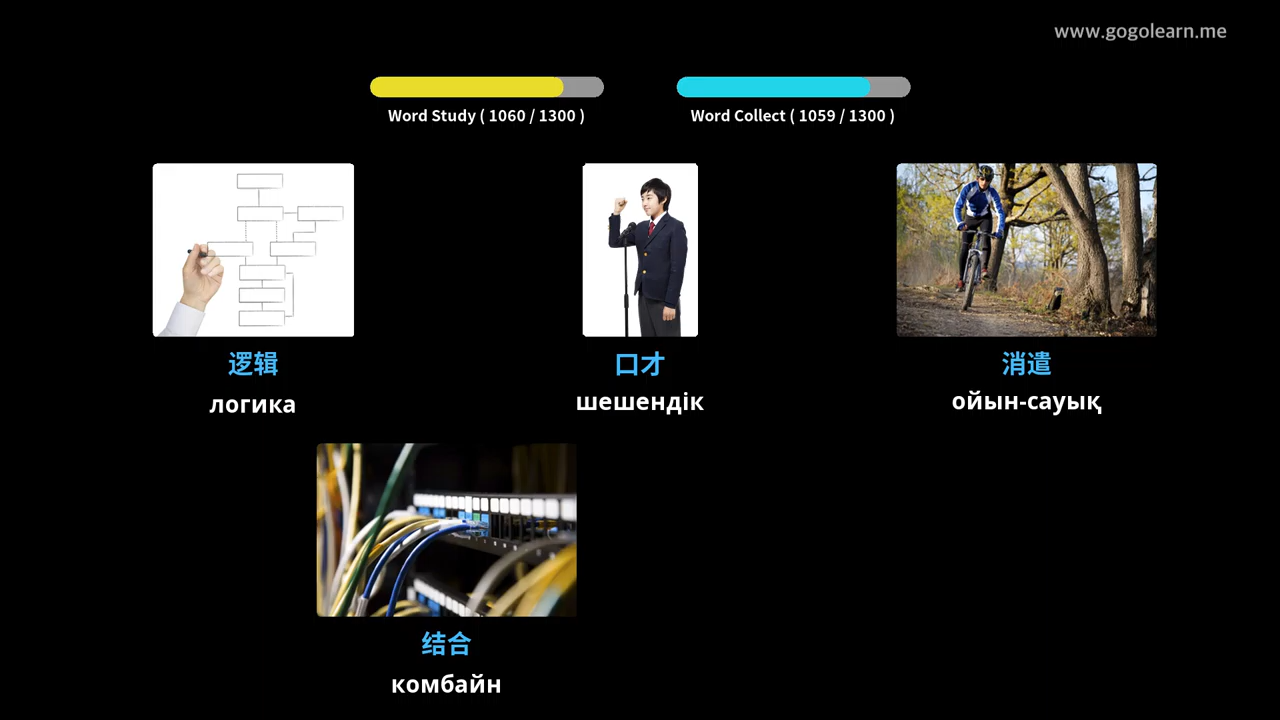 www.gogolearn.me
Word Study ( 1060 / 1300 )
Word Collect ( 1059 / 1300 )
逻辑
口才
消遣
логика
шешендік
ойын-сауық
结合
комбайн